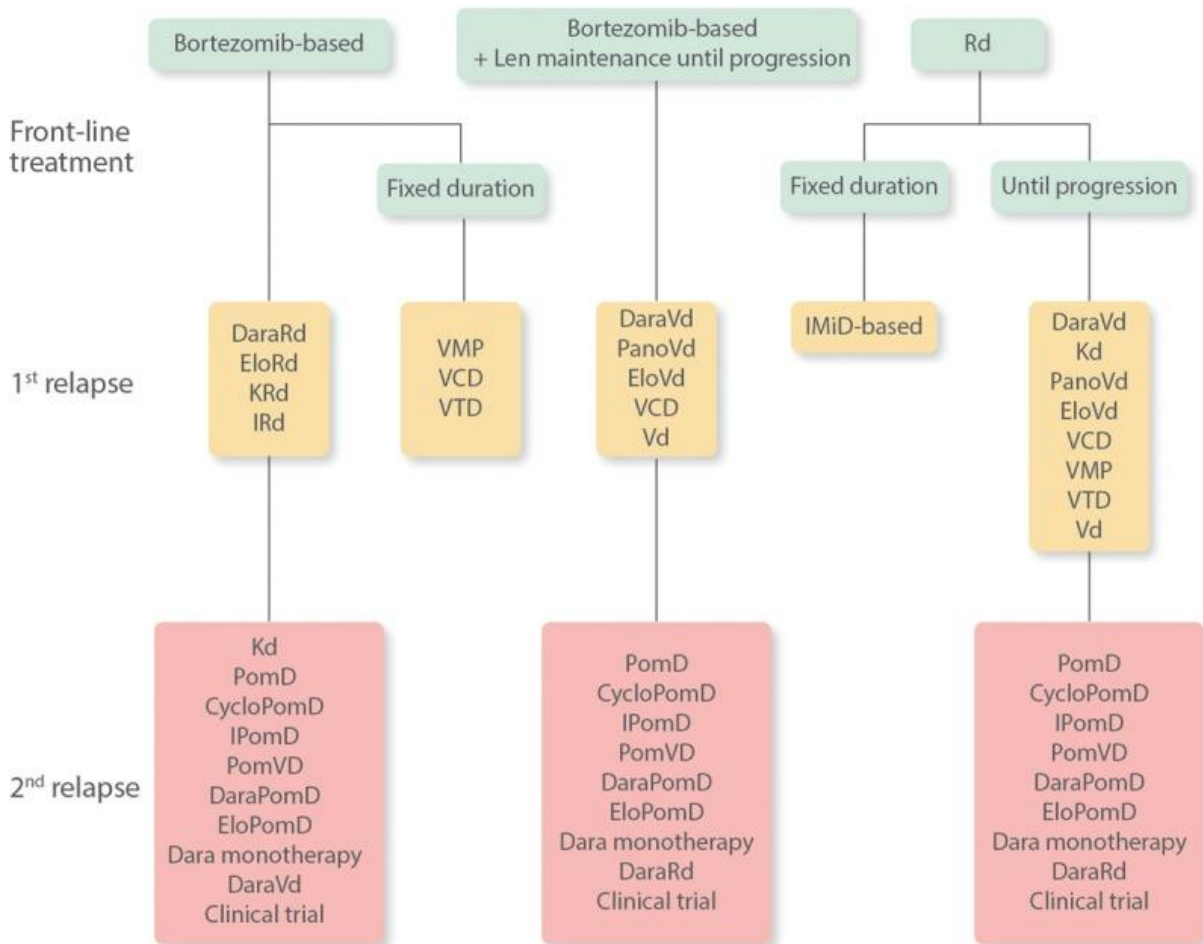 Bortezomib-based
Bortezomib-based
+ Len maintenance until progression
Rd
Front-line
treatment
Fixed duration
Fixed duration
Until progression
1st relapse
DaraRd
EloRd
KRd
IRd
VMP
VCD
VTD
DaraVd
PanoVd
EloVd
VCD
Vd
IMiD-based
DaraVd
Kd
PanoVd
EloVd
VCD
VMP
VTD
Vd
2nd relapse
Kd
PomD
CycloPomD
IPomD
PomVD
DaraPomD
EloPomD
Dara monotherapy
DaraVd
Clinical trial
PomD
CycloPomD
IPomD
PomVD
DaraPomD
EloPomD
Dara monotherapy
DaraRd
Clinical trial
PomD
CycloPomD
IPomD
PomVD
DaraPomD
EloPomD
Dara monotherapy
DaraRd
Clinical trial